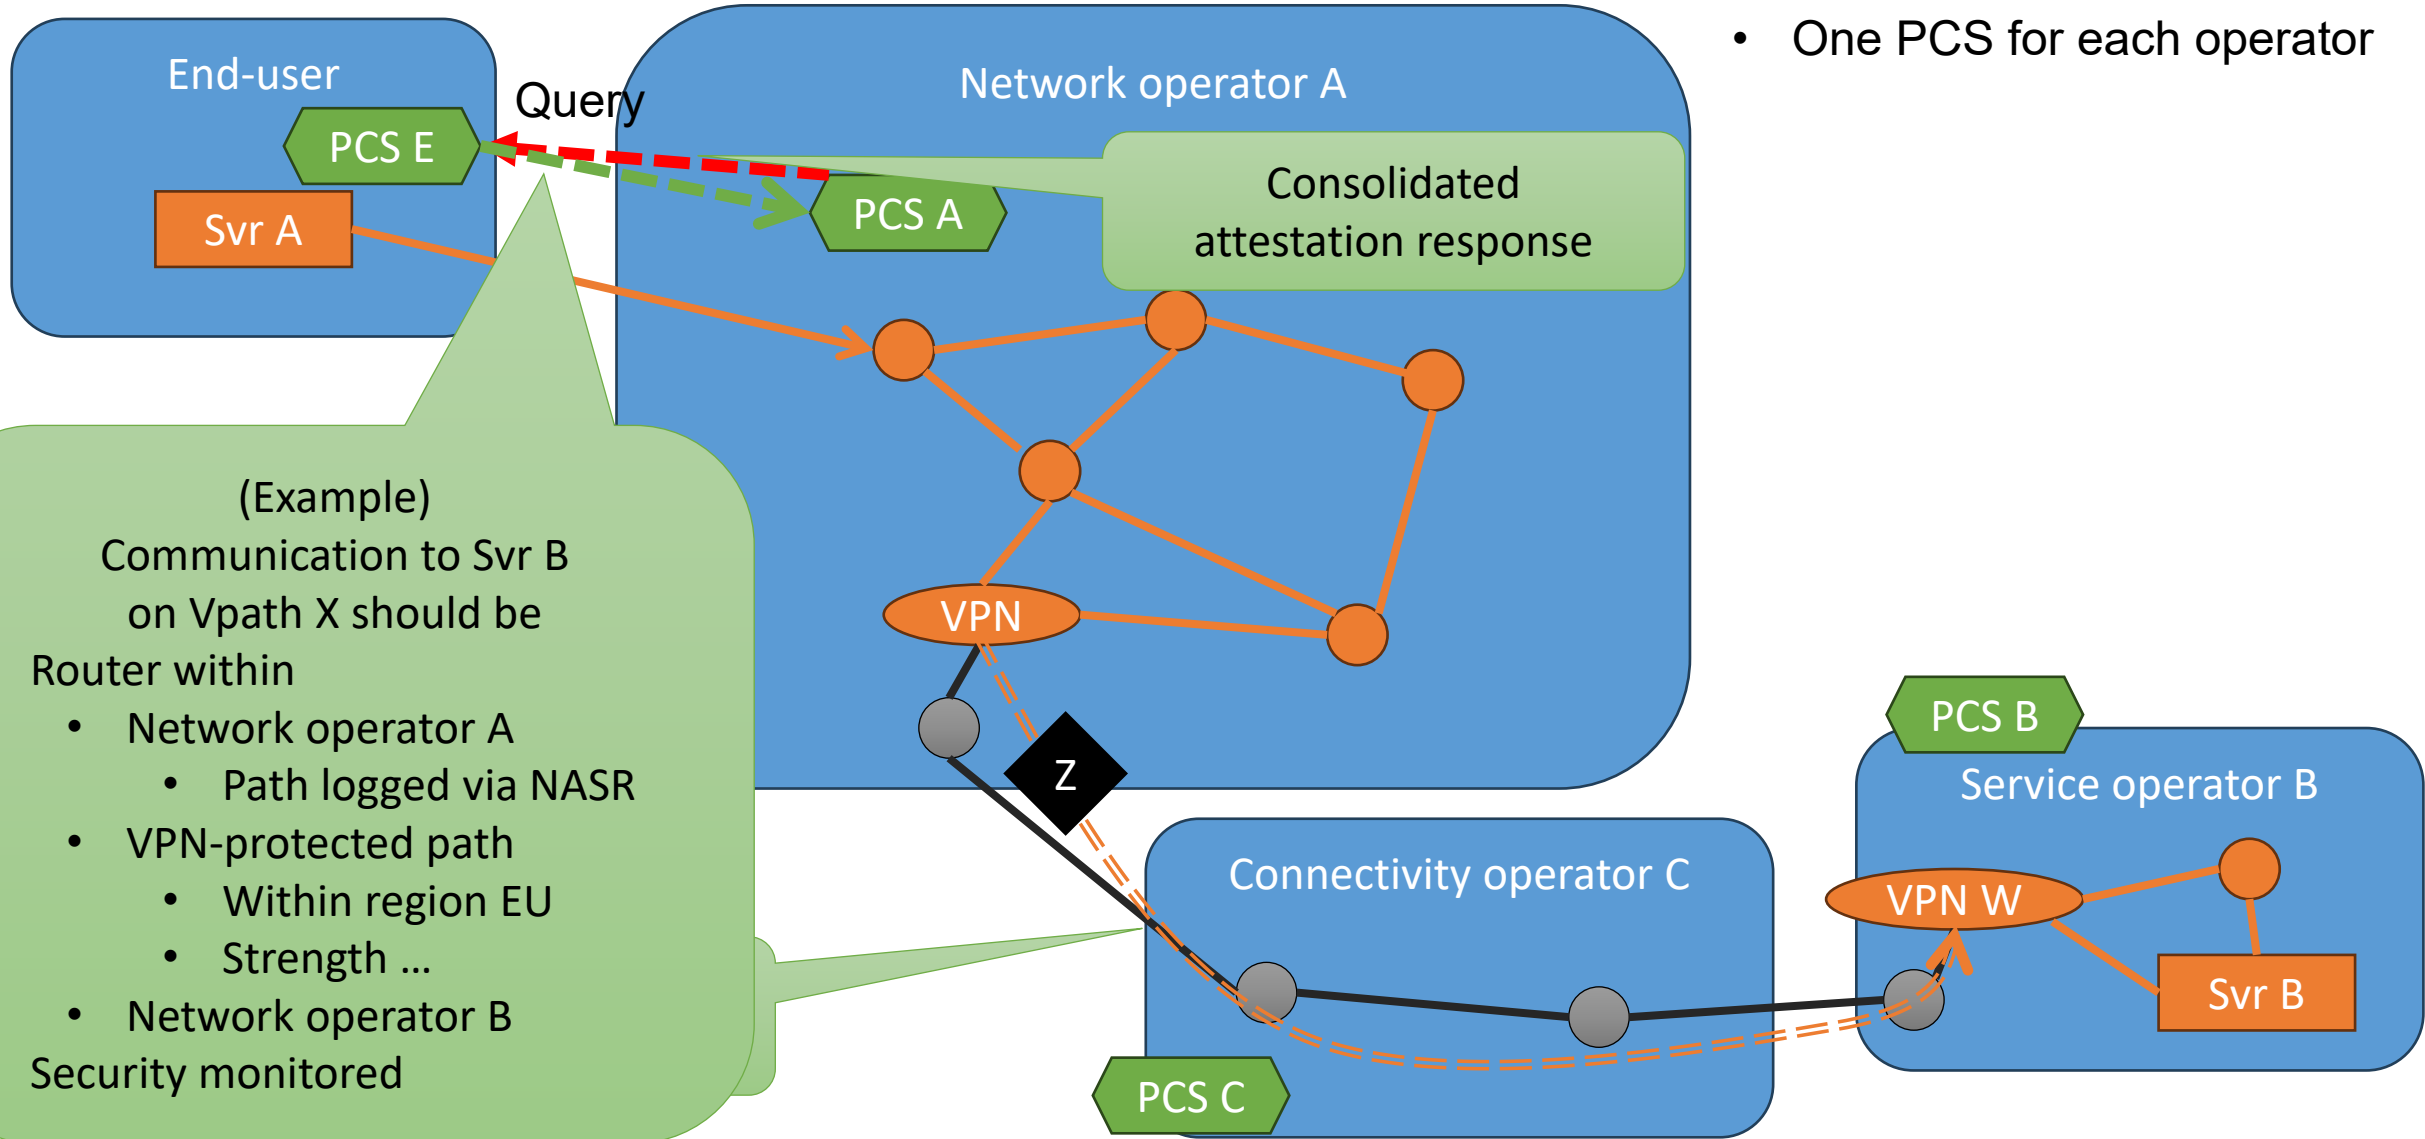 • One PCS for each operator
End-user
Query
PCS E
Svr A
Network operator A
PCS A
Consolidated
attestation response
(Example)
Communication to Svr B
on Vpath X should be
Router within
• Network operator A
• Path logged via NASR
• VPN-protected path
• Within region EU
• Strength ...
• Network operator B
Security monitored
VPN
Z
Connectivity operator C
PCS C
PCS B
Service operator B
VPN W
Svr B